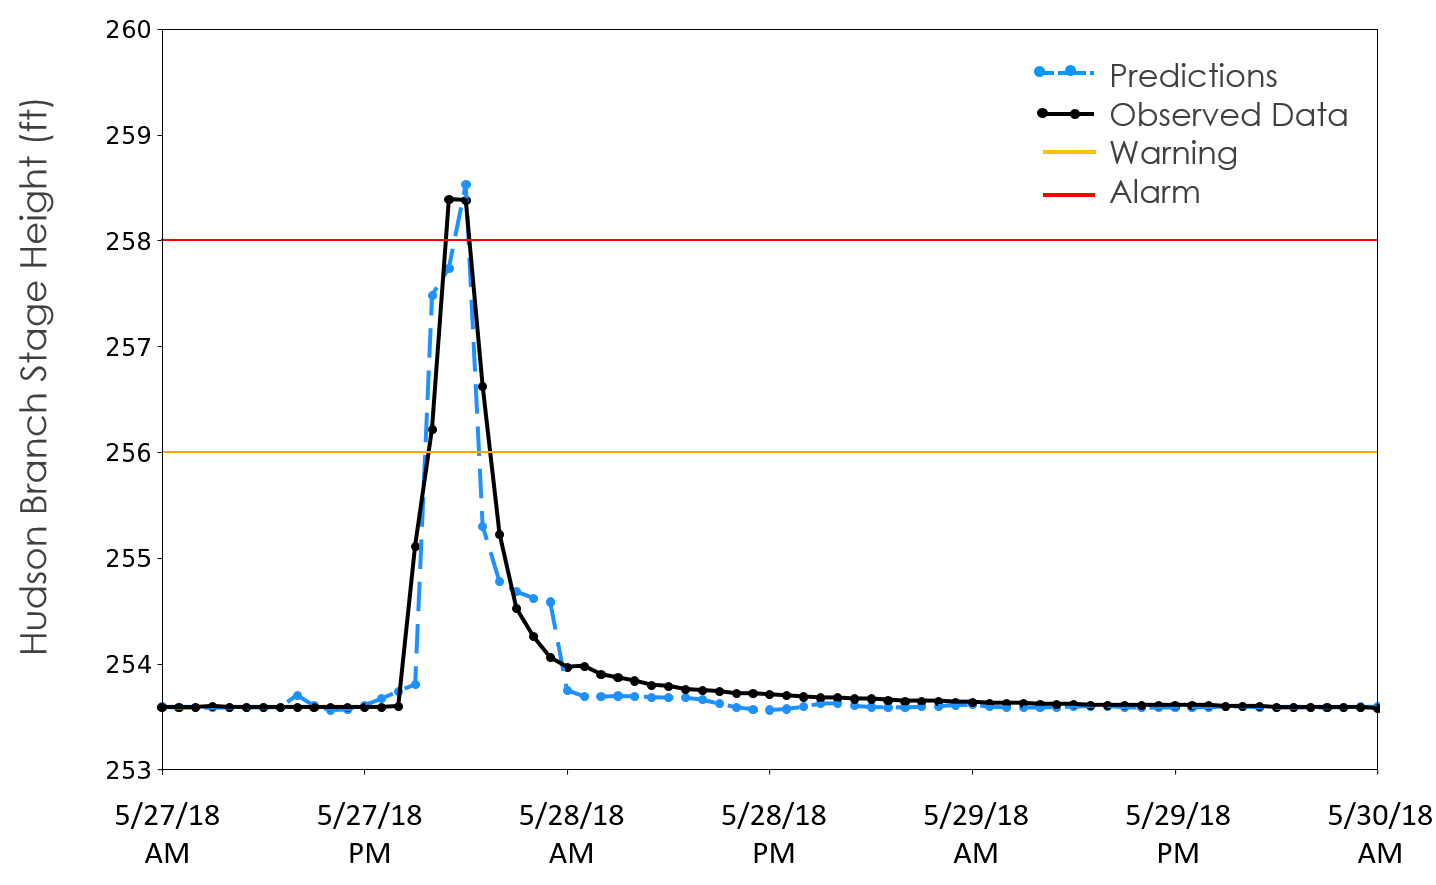 Hudson Branch Stage Height (ft)
260
259
258
257
256
255
254
253
Predictions
Observed Data
Warning
Alarm
5/27/18 5/27/18 5/28/18 5/28/18 5/29/18 5/29/18 5/30/18
AM PM AM PM AM PM AM